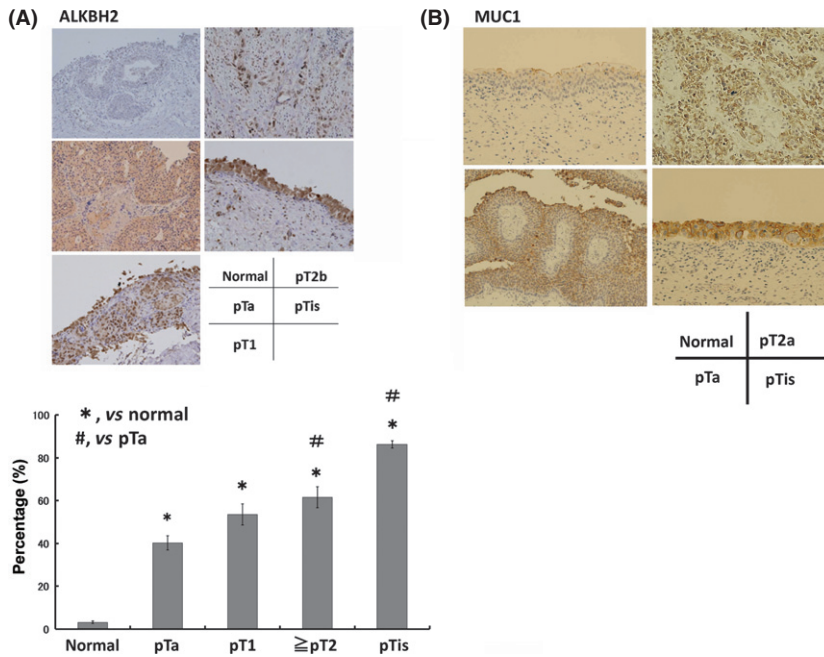 (A) ALKBH2
Normal pT2b
pTa pTis
pT1
*, vs normal
#, vs pTa
Percentage (%)
100
80
60
40
20
0
*
*
#
*
#
*
Normal pTa pT1 ≧pT2 pTis
(B) MUC1
Normal pT2a
pTa pTis